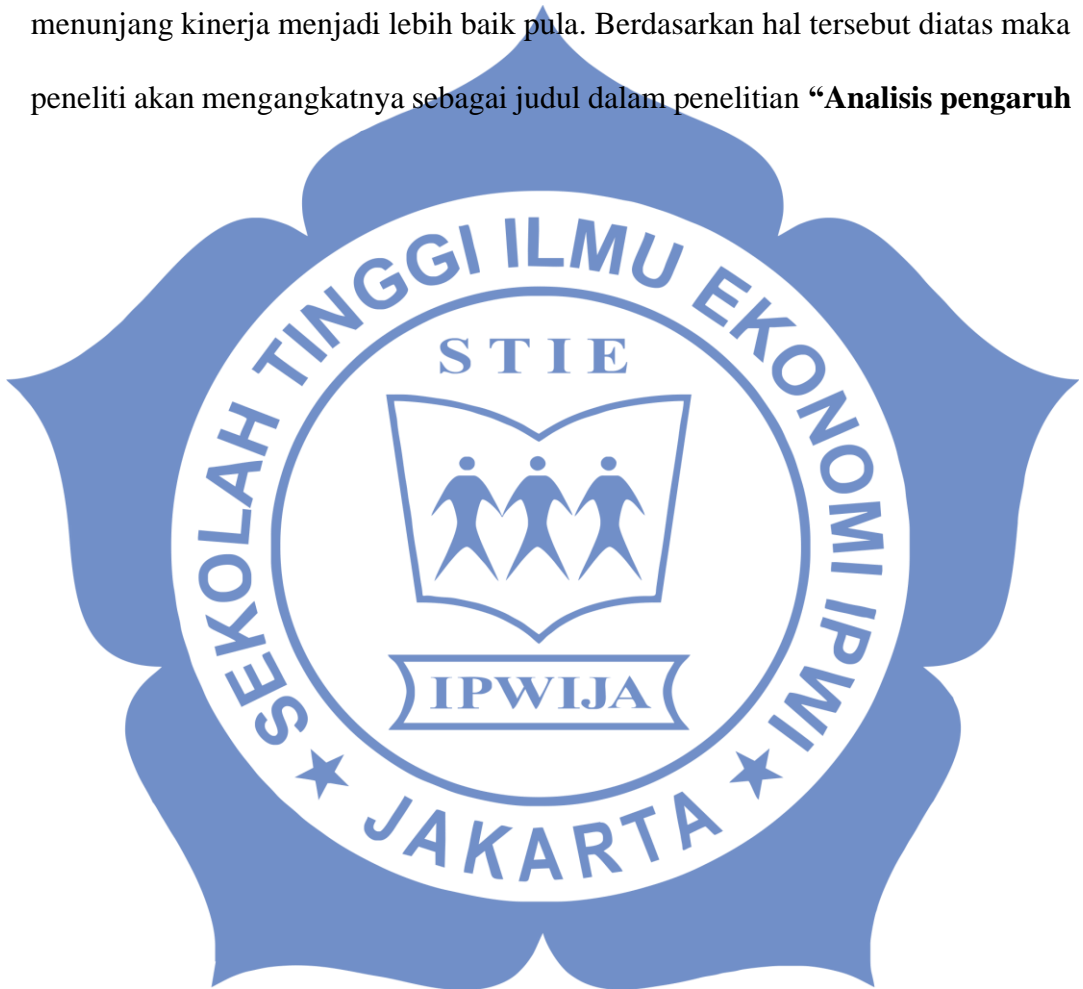 menunjang kinerja menjadi lebih baik pula. Berdasarkan hal tersebut diatas maka
peneliti akan mengangkatnya sebagai judul dalam penelitian “Analisis pengaruh
SEKOLAH TINGGI ILMU EKONOMI IPWI
STIE
IPWIJA
★ JAKARTA ★